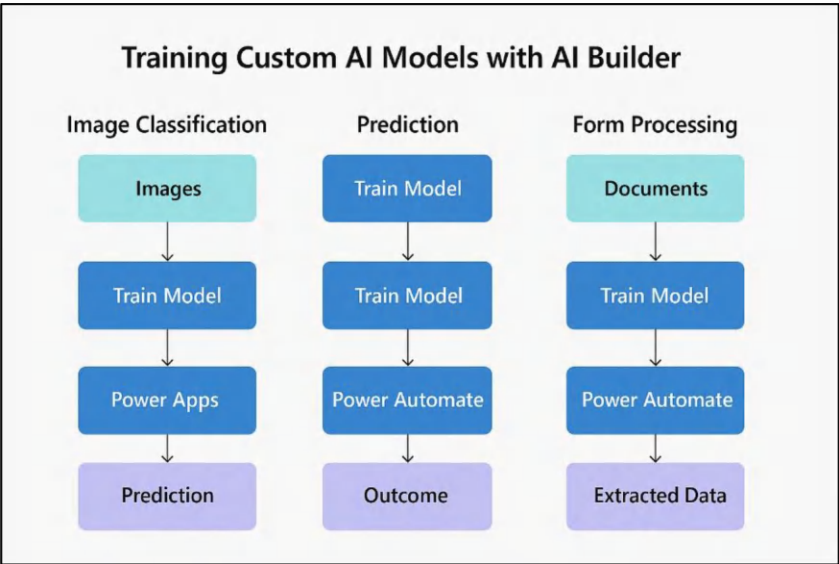 Training Custom AI Models with AI Builder
Image Classification
Images
Train Model
Power Apps
Prediction
Prediction
Train Model
Train Model
Power Automate
Outcome
Form Processing
Documents
Train Model
Power Automate
Extracted Data